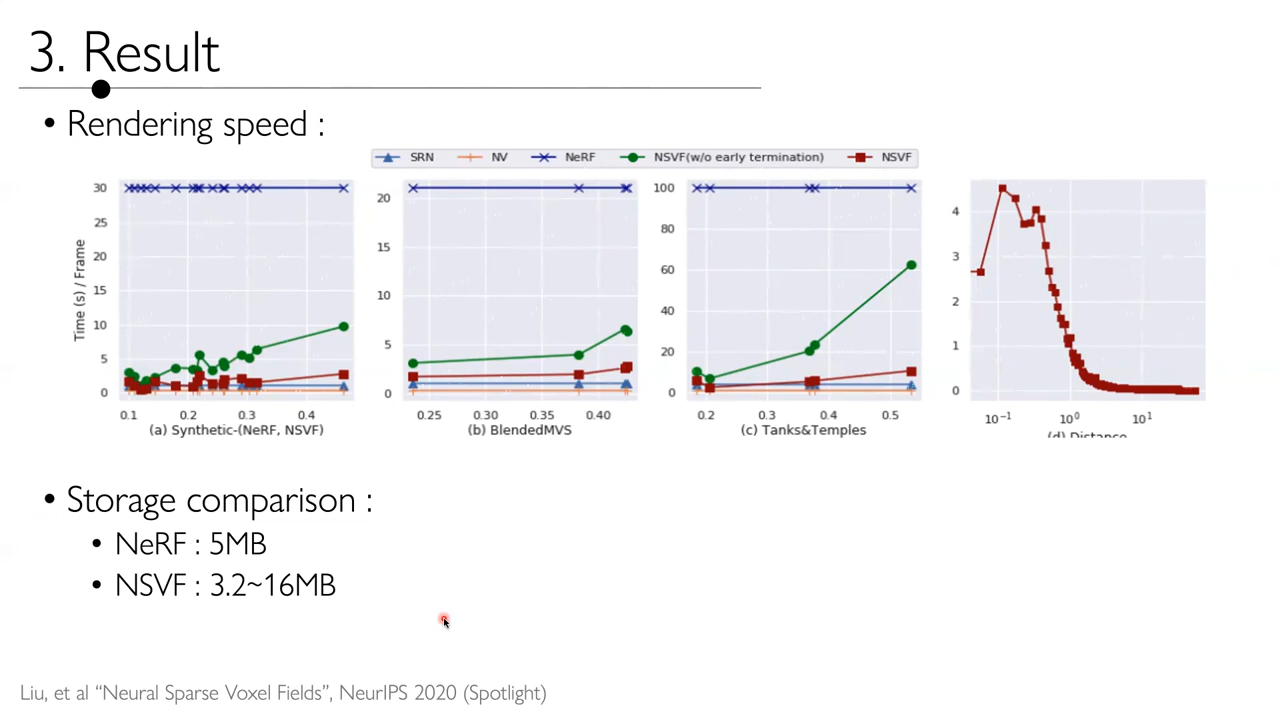 3. Result
• Rendering speed :
SRN NV NeRF NSVF(w/o early termination) NSVF
Time (s) / Frame
30
25
20
15
10
5
0
0.1 0.2 0.3 0.4
(a) Synthetic-(NeRF, NSVF)
20
15
10
5
0
0.25 0.30 0.35 0.40
(b) BlendedMVS
100
80
60
40
20
0
0.2 0.3 0.4 0.5
(c) Tanks&Temples
4
3
2
1
0
10⁻¹ 10⁰ 10¹
(d) Distance
• Storage comparison :
• NeRF : 5MB
• NSVF : 3.2~16MB
Liu, et al “Neural Sparse Voxel Fields”, NeurIPS 2020 (Spotlight)